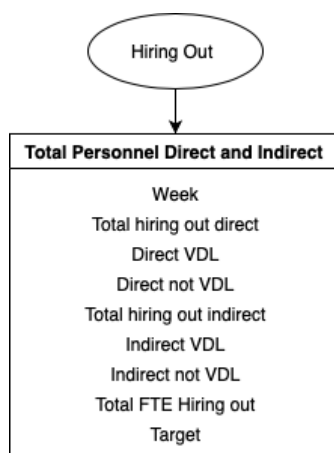 Hiring Out
Total Personnel Direct and Indirect
Week
Total hiring out direct
Direct VDL
Direct not VDL
Total hiring out indirect
Indirect VDL
Indirect not VDL
Total FTE Hiring out
Target